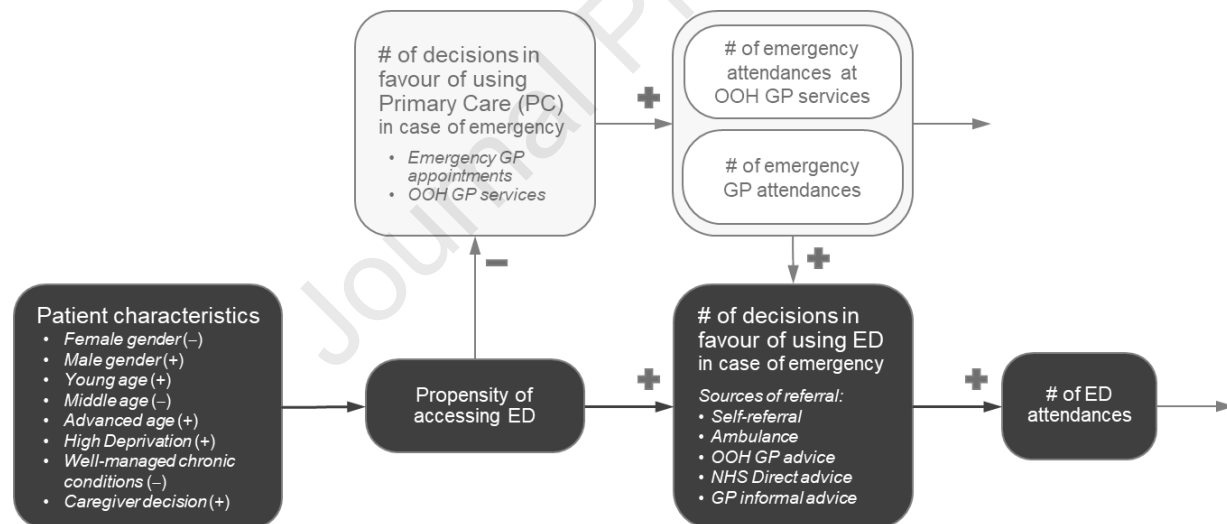 # of decisions in
favour of using
Primary Care (PC)
in case of emergency
• Emergency GP
appointments
• OOH GP services
+
# of emergency
attendances at
OOH GP services
# of emergency
GP attendances
–
+
Patient characteristics
• Female gender (–)
• Male gender (+)
• Young age (+)
• Middle age (–)
• Advanced age (+)
• High Deprivation (+)
• Well-managed chronic
conditions (–)
• Caregiver decision (+)
Propensity of
accessing ED
+
# of decisions in
favour of using ED
in case of emergency
Sources of referral:
• Self-referral
• Ambulance
• OOH GP advice
• NHS Direct advice
• GP informal advice
+
# of ED
attendances
Journal P